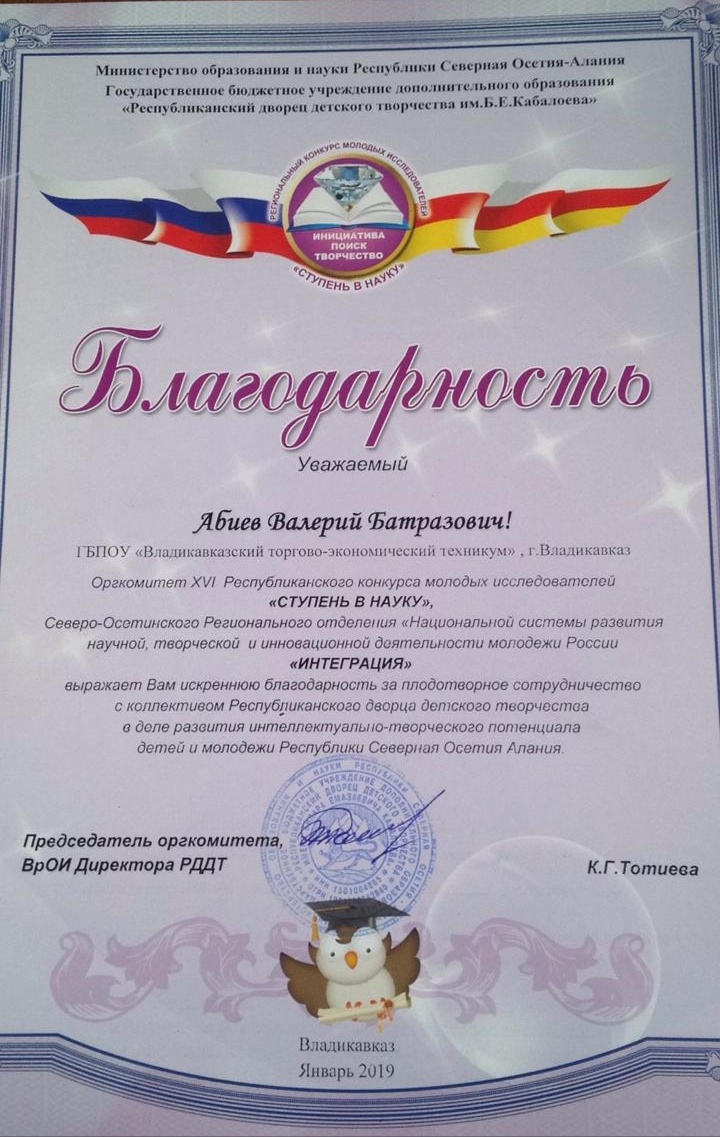 Министерство образования и науки Республики Северная Осетия-Алания
Государственное бюджетное учреждение дополнительного образования
«Республиканский дворец детского творчества им.Б.Е.Кабалоева»
РЕГИОНАЛЬНЫЙ КОНКУРС МОЛОДЫХ ИССЛЕДОВАТЕЛЕЙ
ИНИЦИАТИВА
ПОИСК
ТВОРЧЕСТВО
«СТУПЕНЬ В НАУКУ»
Благодарность
Уважаемый
Абиев Валерий Батразович!
ГБПОУ «Владикавказский торгово-экономический техникум» , г.Владикавказ
Оргкомитет XVI Республиканского конкурса молодых исследователей
«СТУПЕНЬ В НАУКУ»,
Северо-Осетинского Регионального отделения «Национальной системы развития
научной, творческой и инновационной деятельности молодежи России
«ИНТЕГРАЦИЯ»
выражает Вам искреннюю благодарность за плодотворное сотрудничество
с коллективом Республиканского дворца детского творчества
в деле развития интеллектуально-творческого потенциала
детей и молодежи Республики Северная Осетия Алания.
Председатель оргкомитета,
ВрОИ Директора РДДТ
К.Г.Тотиева
Владикавказ
Январь 2019